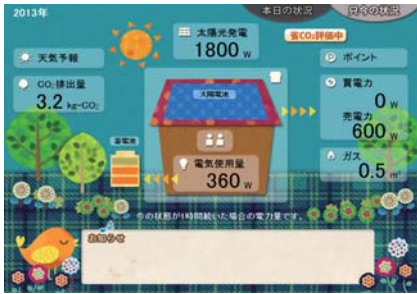 2013年
本日の状況
只今の状況
太陽光発電
1800 W
省CO₂評価中
天気予報
ポイント
CO₂排出量
3.2 kg-CO₂
太陽電池
買電力
0 W
売電力
600 W
蓄電池
電気使用量
360 W
ガス
0.5 m³
今の状態が1時間続いた場合の電力量です。
お知らせ